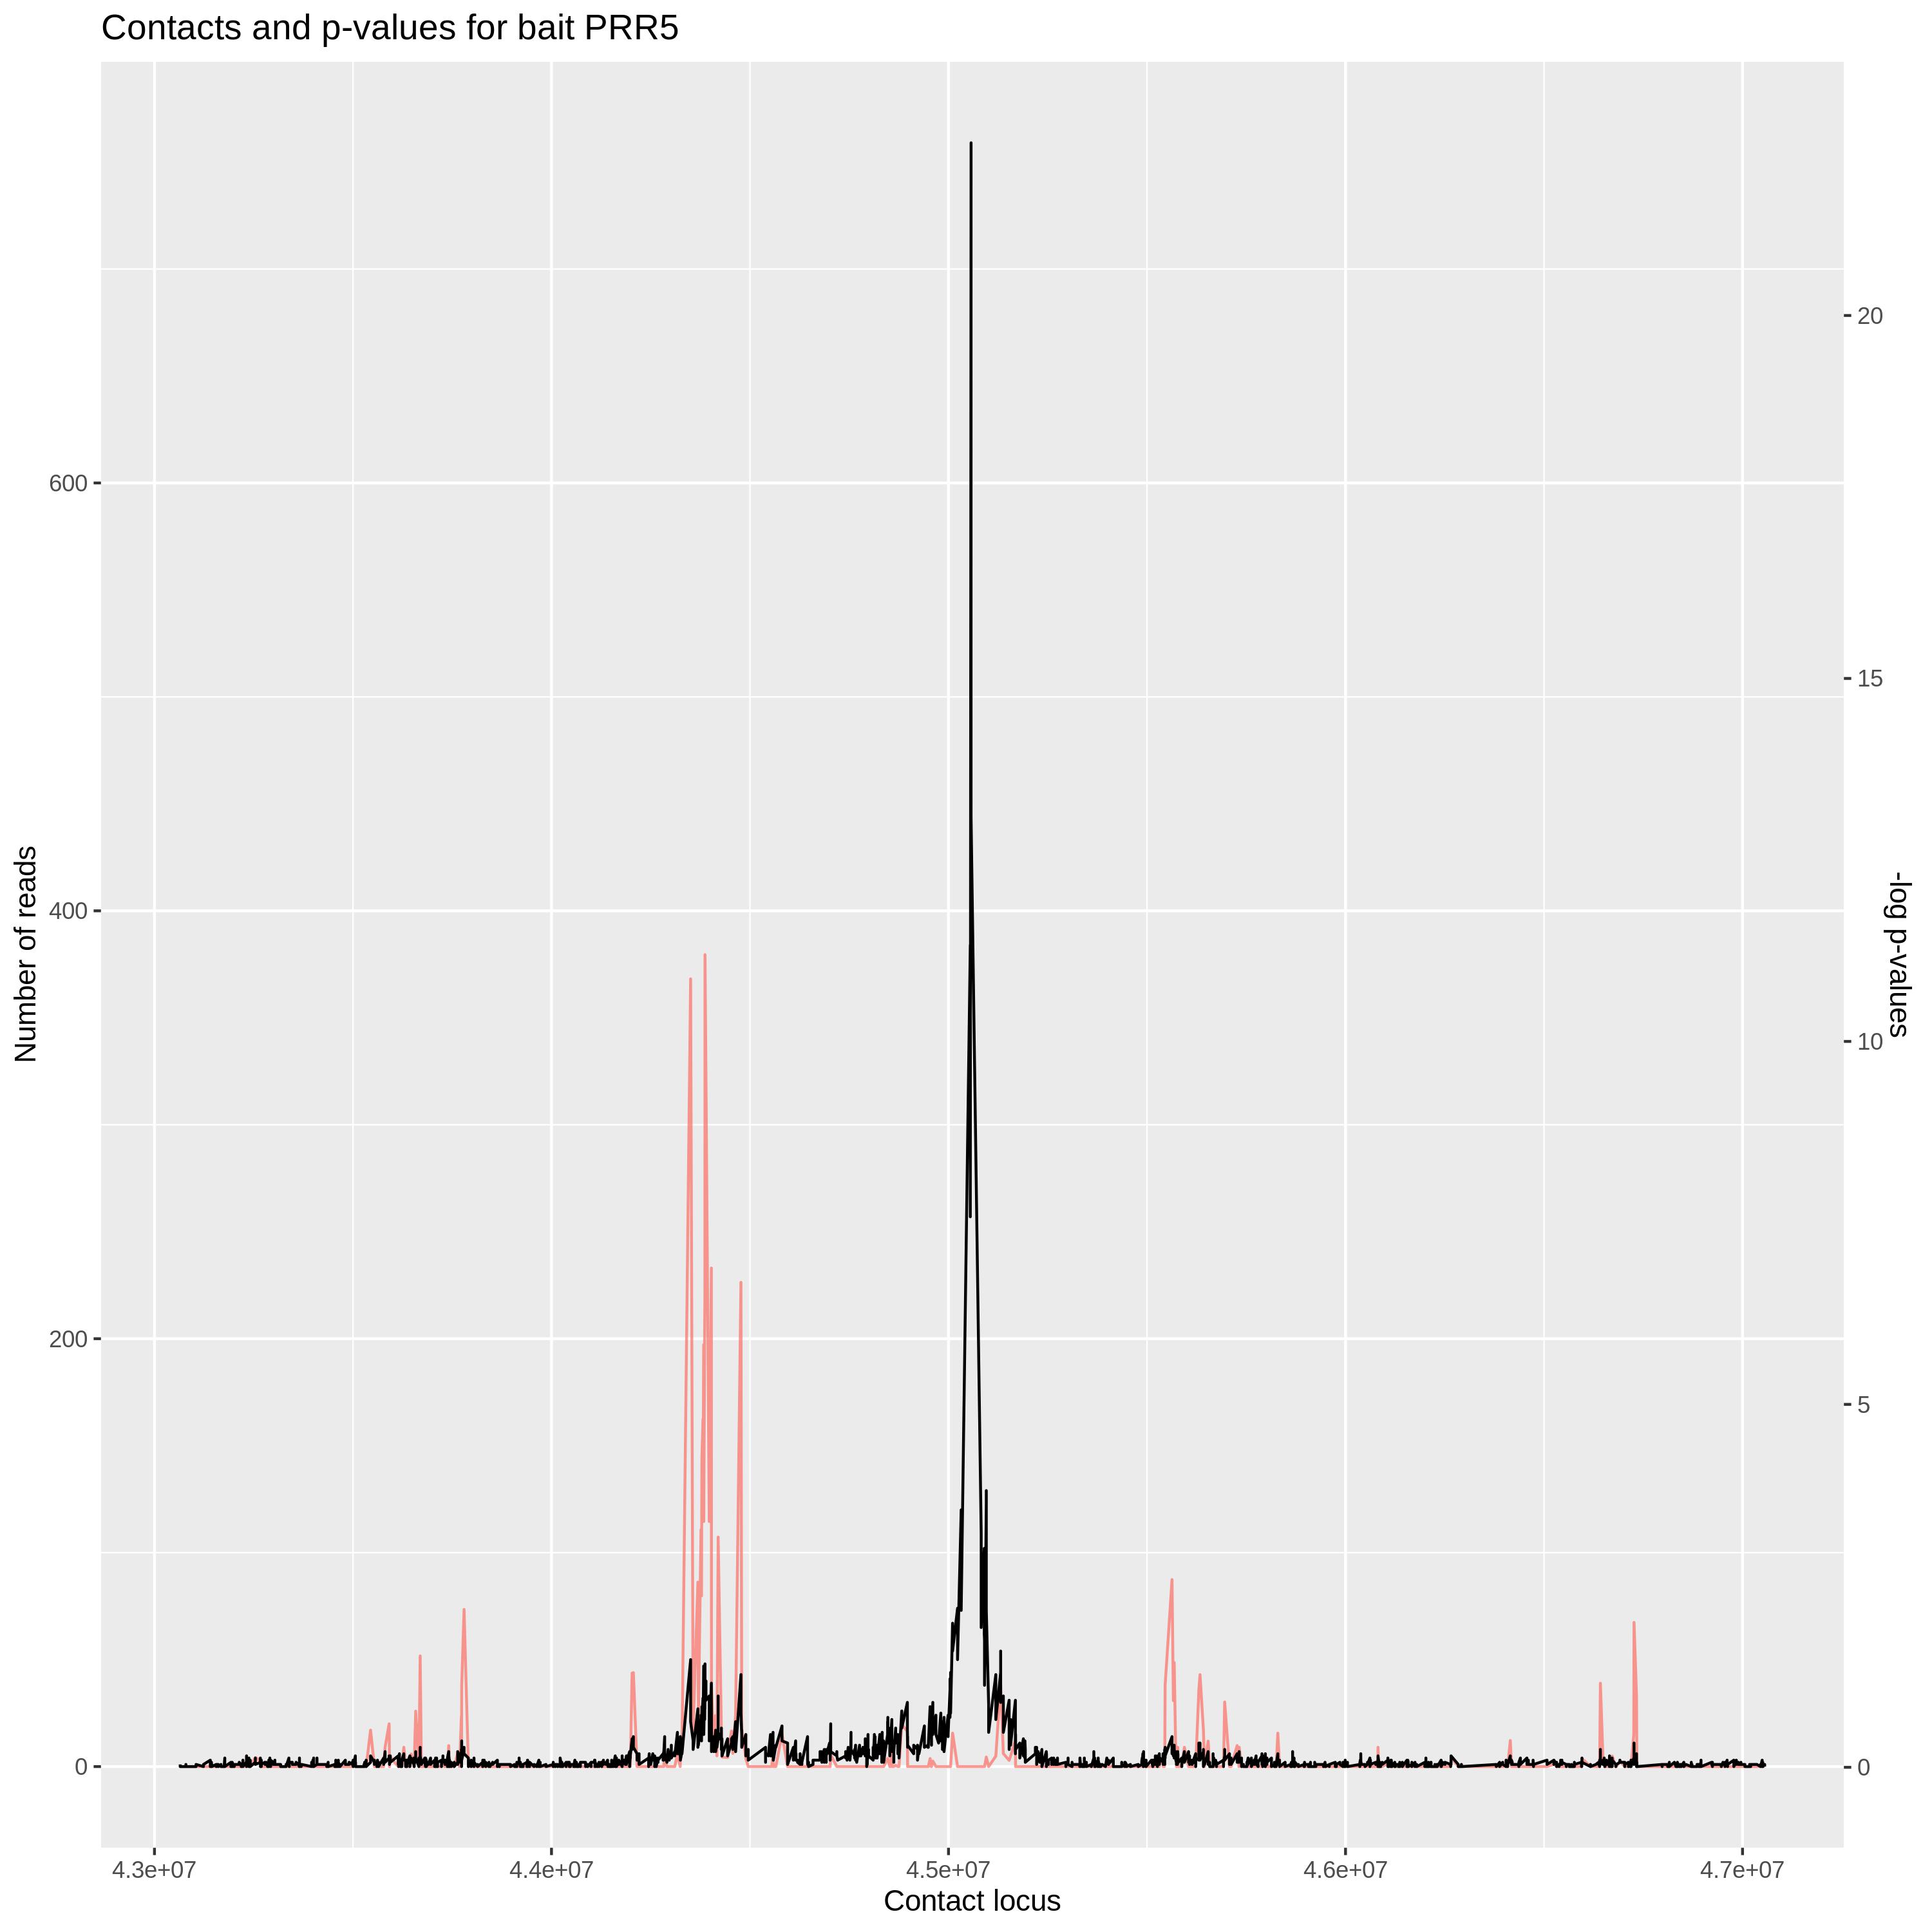 Contacts and p-values for bait PRR5
Number of reads
600
400
200
0
20
15
10
5
0
-log p-values
4.3e+07
4.4e+07
4.5e+07
4.6e+07
4.7e+07
Contact locus